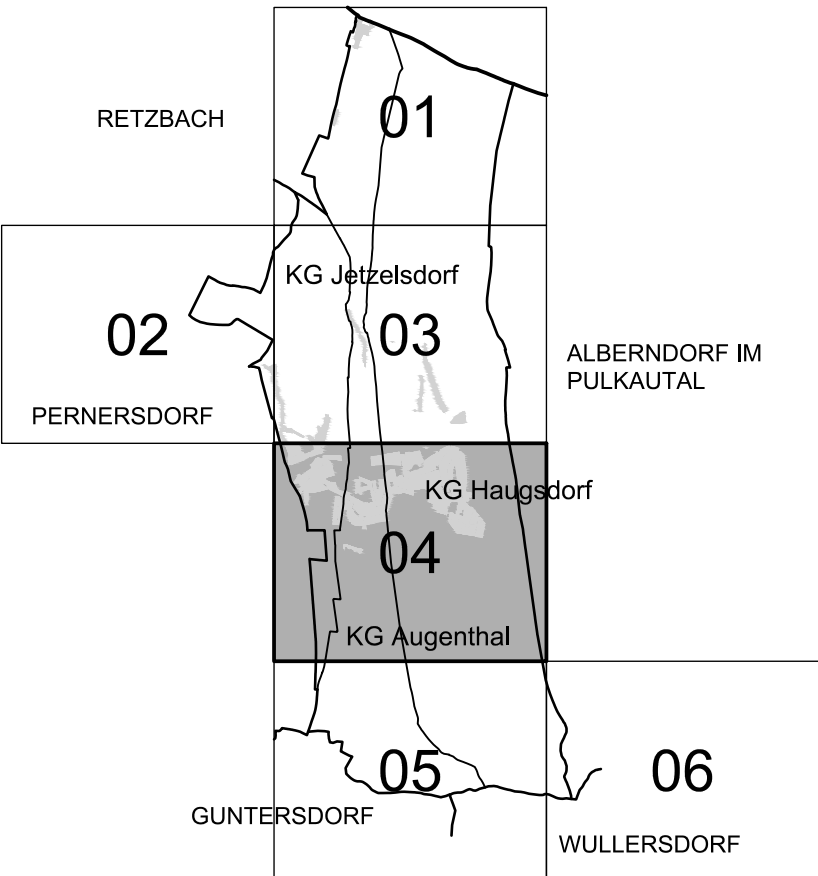 RETZBACH
01
KG Jetzelsdorf
02
03
ALBERNDORF IM
PULKAUTAL
PERNERSDORF
KG Haugsdorf
04
KG Augenthal
05
06
GUNTERSDORF
WULLERSDORF